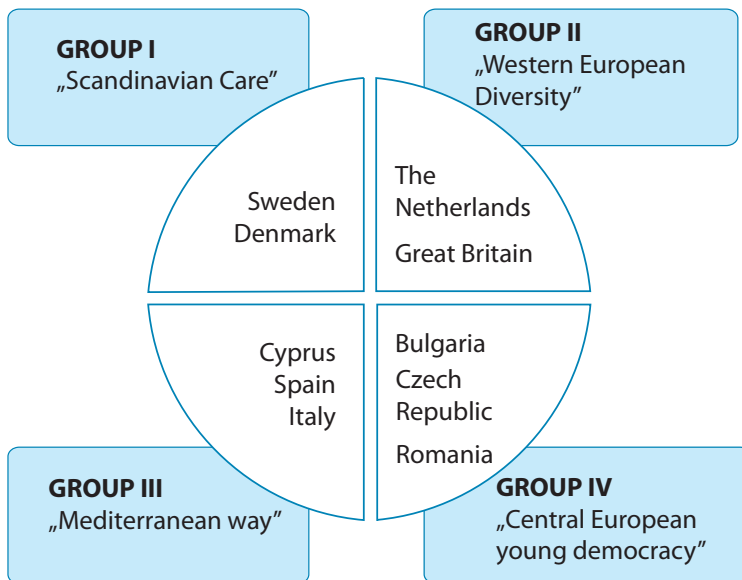 GROUP I
„Scandinavian Care”
GROUP II
„Western European
Diversity”
Sweden
Denmark
The
Netherlands
Great Britain
Cyprus
Spain
Italy
Bulgaria
Czech
Republic
Romania
GROUP III
„Mediterranean way”
GROUP IV
„Central European
young democracy”